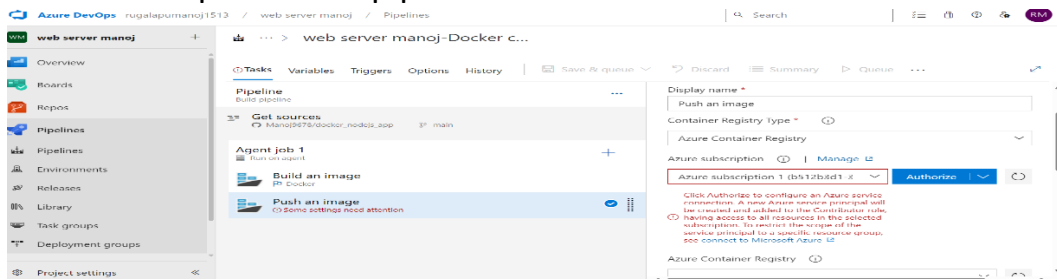 Azure DevOps rugalapumanoj1513 / web server manoj / Pipelines
Search
RM
WM web server manoj +
Overview
Boards
Repos
Pipelines
Pipelines
Environments
Releases
Library
Task groups
Deployment groups
Project settings
... > web server manoj-Docker c...
Tasks Variables Triggers Options History Save & queue Discard Summary Queue ...
Pipeline
Build pipeline
Get sources
Manoj9678/docker_nodejs_app main
Agent job 1
Run on agent
Build an image
Docker
Push an image
Some settings need attention
Display name *
Push an image
Container Registry Type *
Azure Container Registry
Azure subscription | Manage
Azure subscription 1 (b512b8d1
Authorize
Click Authorize to configure an Azure service
connection. A new Azure service principal will
be created and added to the Contributor role,
having access to all resources in the selected
subscription. To restrict the scope of the
service principal to a specific resource group,
see connect to Microsoft Azure
Azure Container Registry